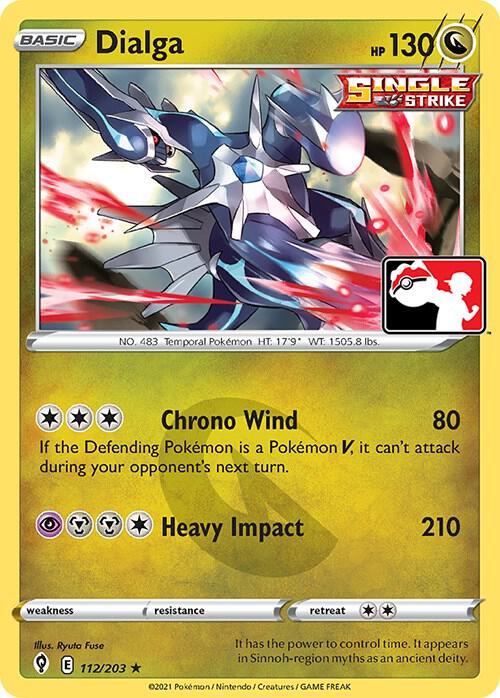 BASIC Dialga HP 130
SINGLE
STRIKE
NO. 483 Temporal Pokémon HT: 17'9" WT: 1505.8 lbs.
™
Chrono Wind 80
If the Defending Pokémon is a Pokémon V, it can't attack
during your opponent's next turn.
Heavy Impact 210
weakness resistance retreat
Illus. Ryuta Fuse
E 112/203 ★
It has the power to control time. It appears
in Sinnoh-region myths as an ancient deity.
©2021 Pokémon / Nintendo / Creatures / GAME FREAK